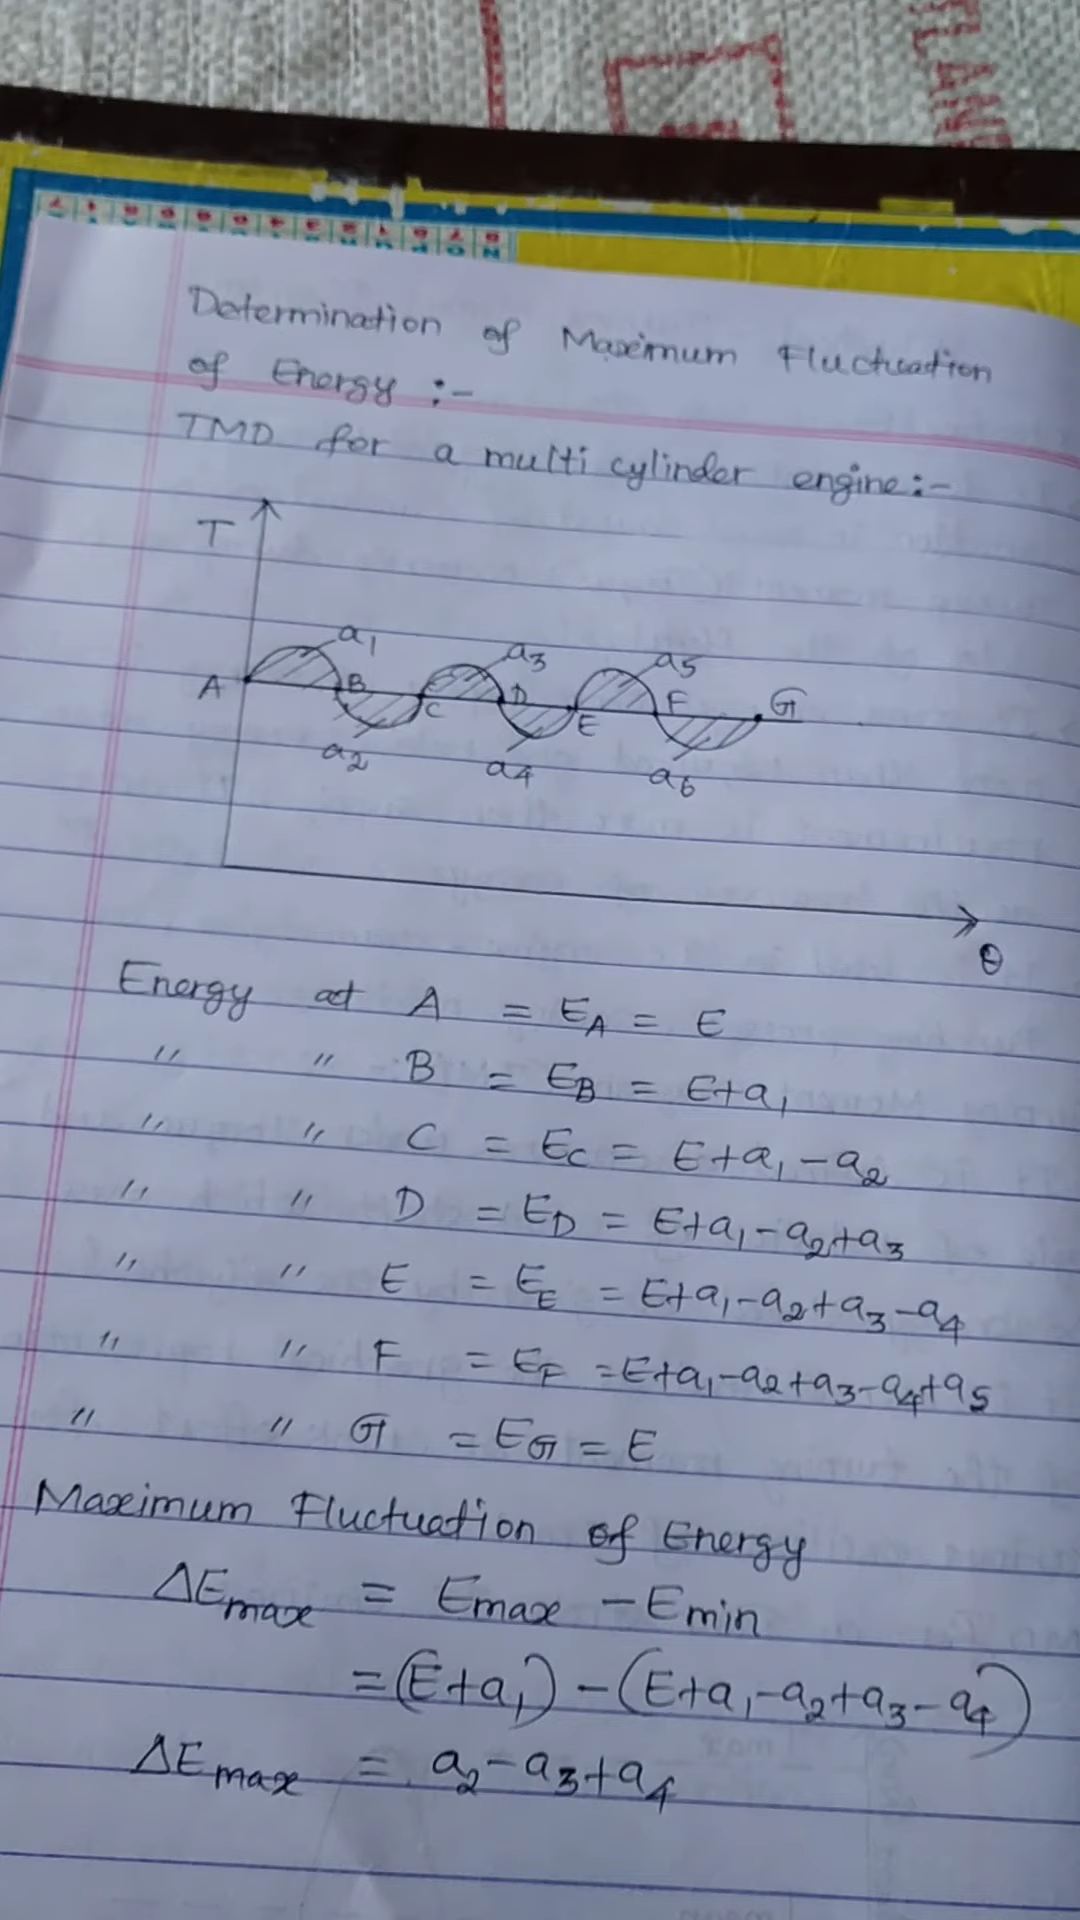 LAND
Determination of Maximum Fluctuation
of Energy :-
TMD for a multi cylinder engine:-
T
a1 a3 a5
A B C D E F G
a2 a4 a6
θ
Energy at A = EA = E
" " B = EB = E+a1
" " C = EC = E+a1-a2
" " D = ED = E+a1-a2+a3
" " E = EE = E+a1-a2+a3-a4
" " F = EF = E+a1-a2+a3-a4+a5
" " G = EG = E
Maximum Fluctuation of Energy
ΔEmax = Emax - Emin
= (E+a1) - (E+a1-a2+a3-a4)
ΔEmax = a2-a3+a4